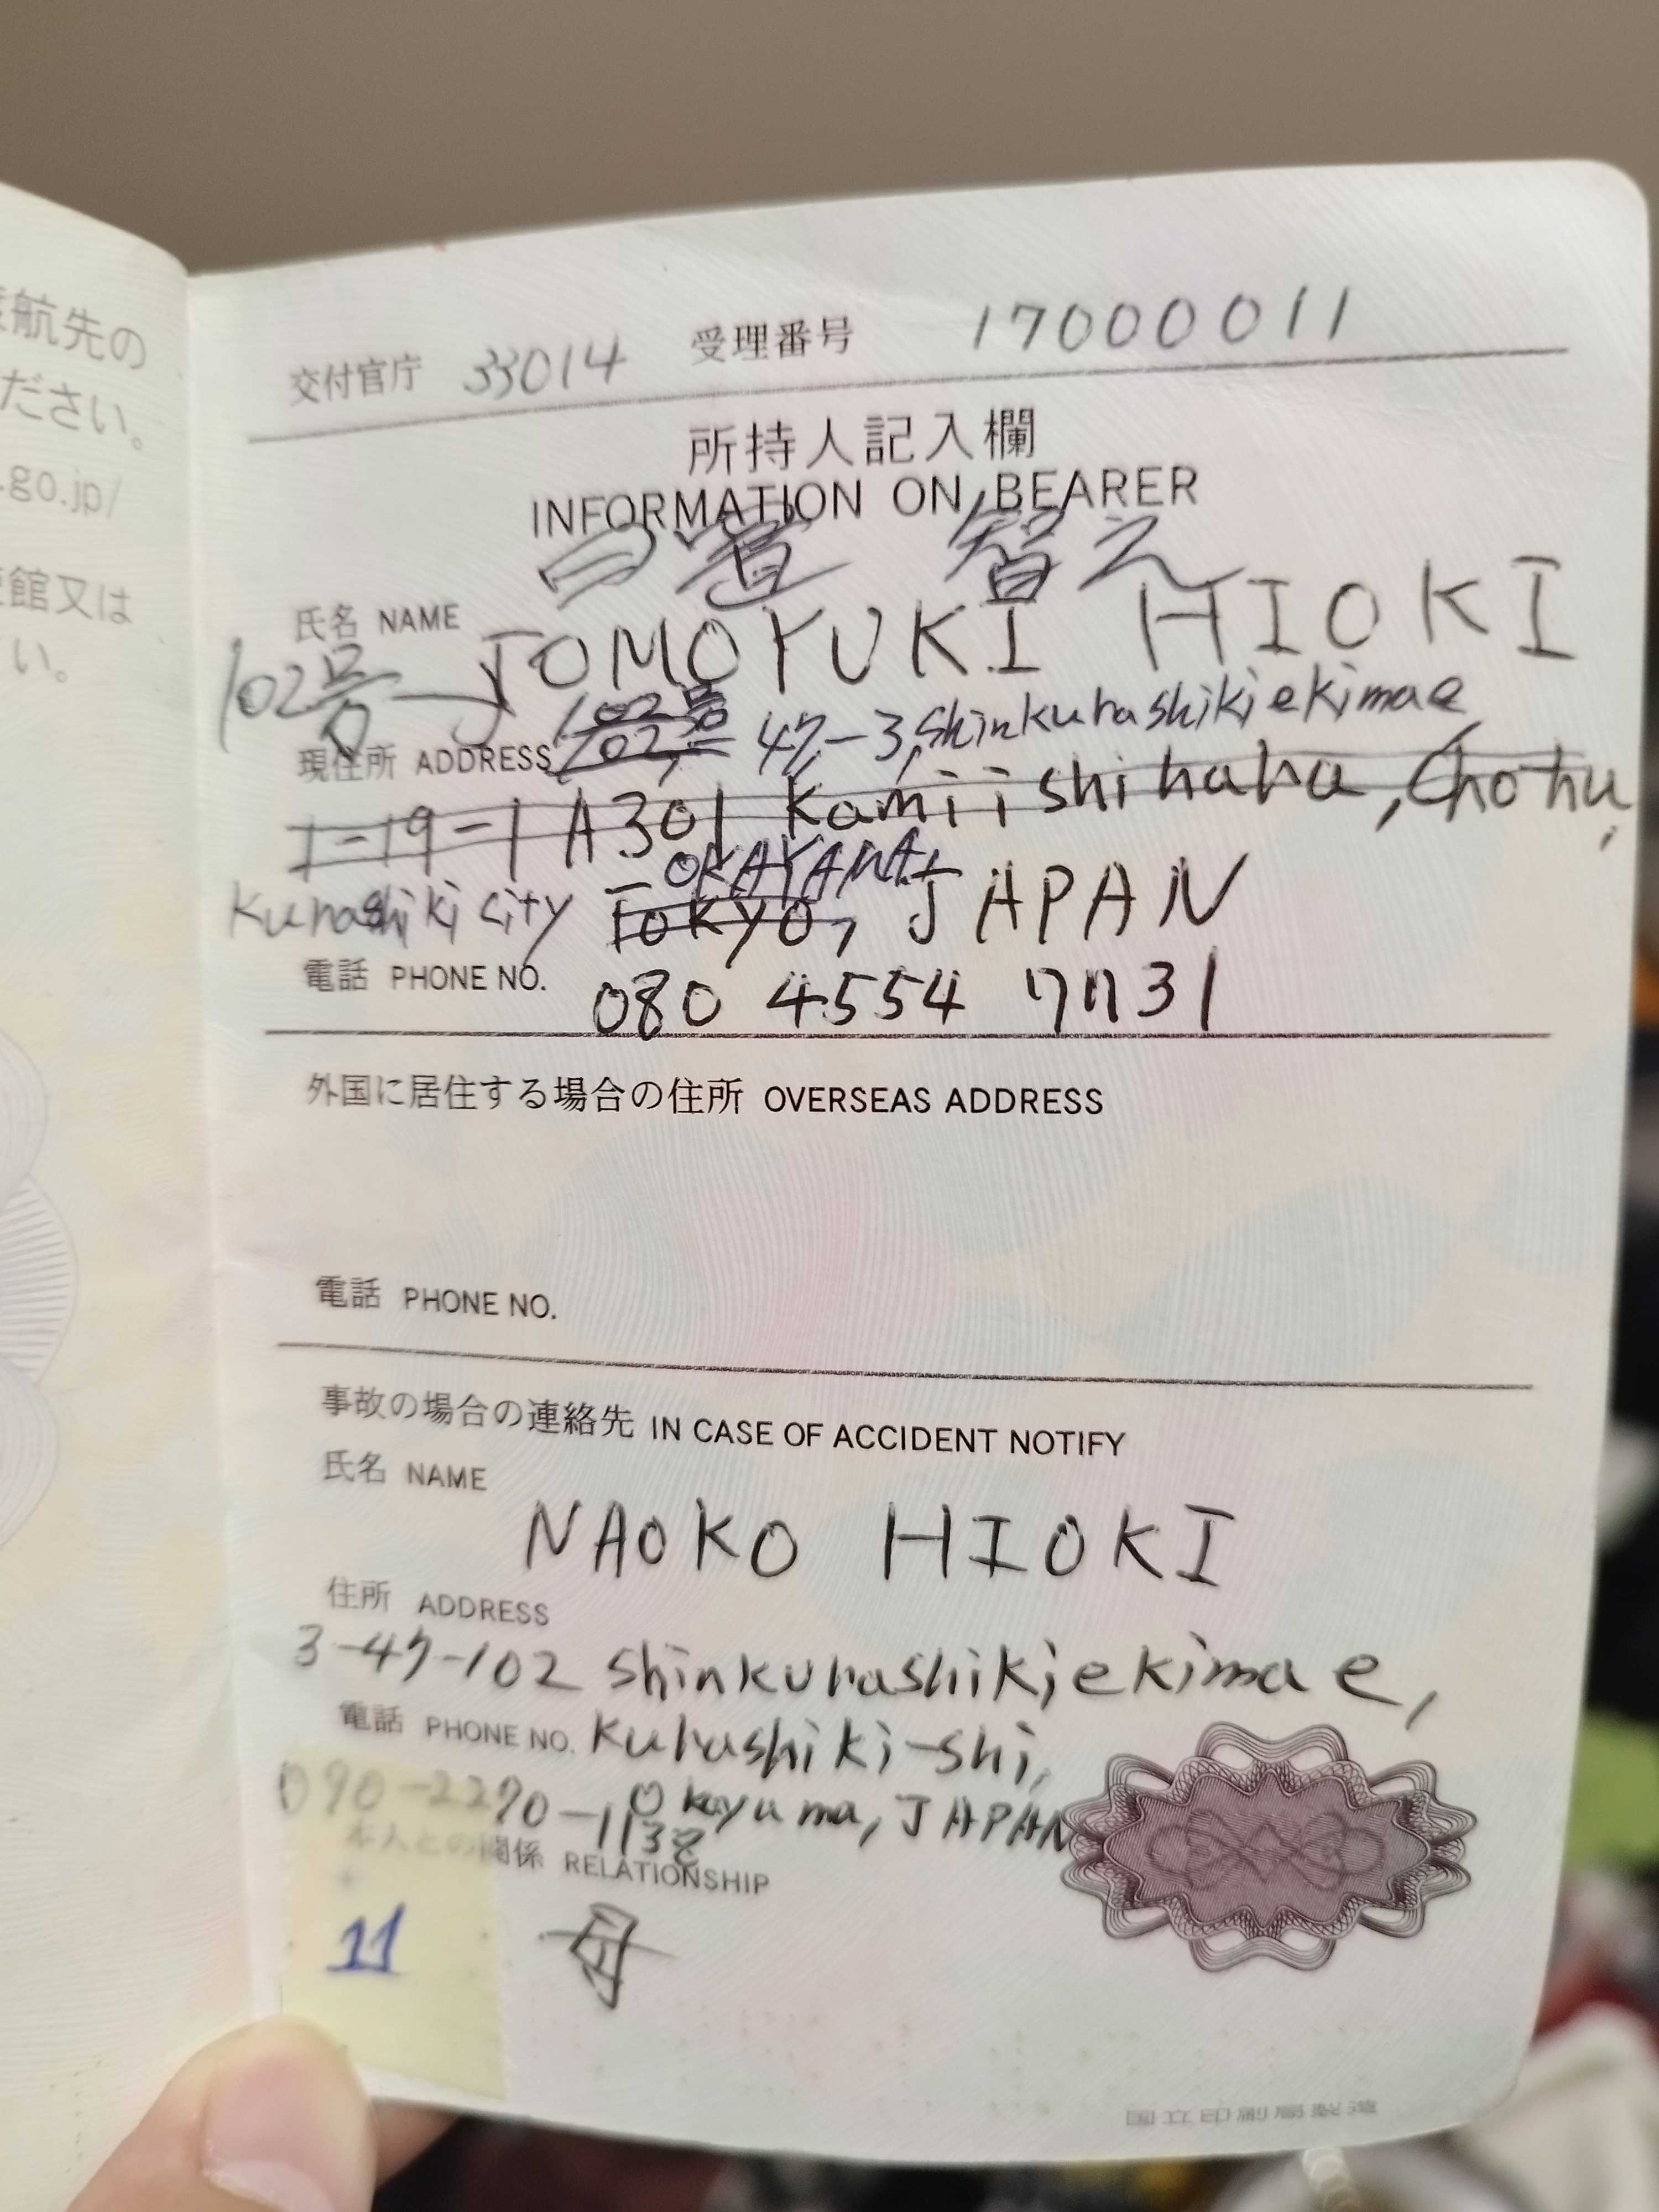 航先の
ださい。
.go.jp/
館又は
い。
交付官庁 33014 受理番号 17000011
所持人記入欄
INFORMATION ON BEARER
日置 智之
氏名 NAME TOMOYUKI HIOKI
102号
現住所 ADDRESS 102号 47-3, Shinkurashikiekimae
1-19-1 A301 Kamiishihara, Chohu,
OKAYAMA
Kurashiki city Tokyo, JAPAN
電話 PHONE NO. 080 4554 7731
外国に居住する場合の住所 OVERSEAS ADDRESS
電話 PHONE NO.
事故の場合の連絡先 IN CASE OF ACCIDENT NOTIFY
氏名 NAME
NAOKO HIOKI
住所 ADDRESS
3-47-102 Shinkurashikiekimae,
電話 PHONE NO. Kurashiki-shi,
Okayama, JAPAN
090-2270-1138
本人との関係 RELATIONSHIP
11
母
国立印刷局製造